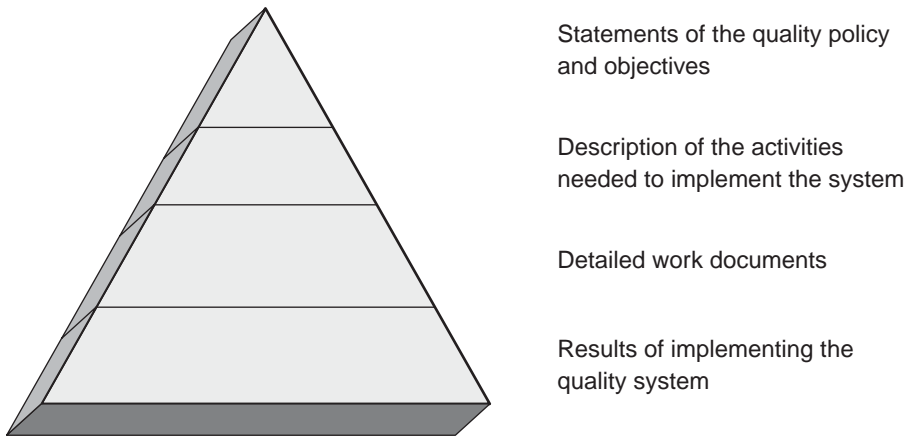 Statements of the quality policy
and objectives
Description of the activities
needed to implement the system
Detailed work documents
Results of implementing the
quality system